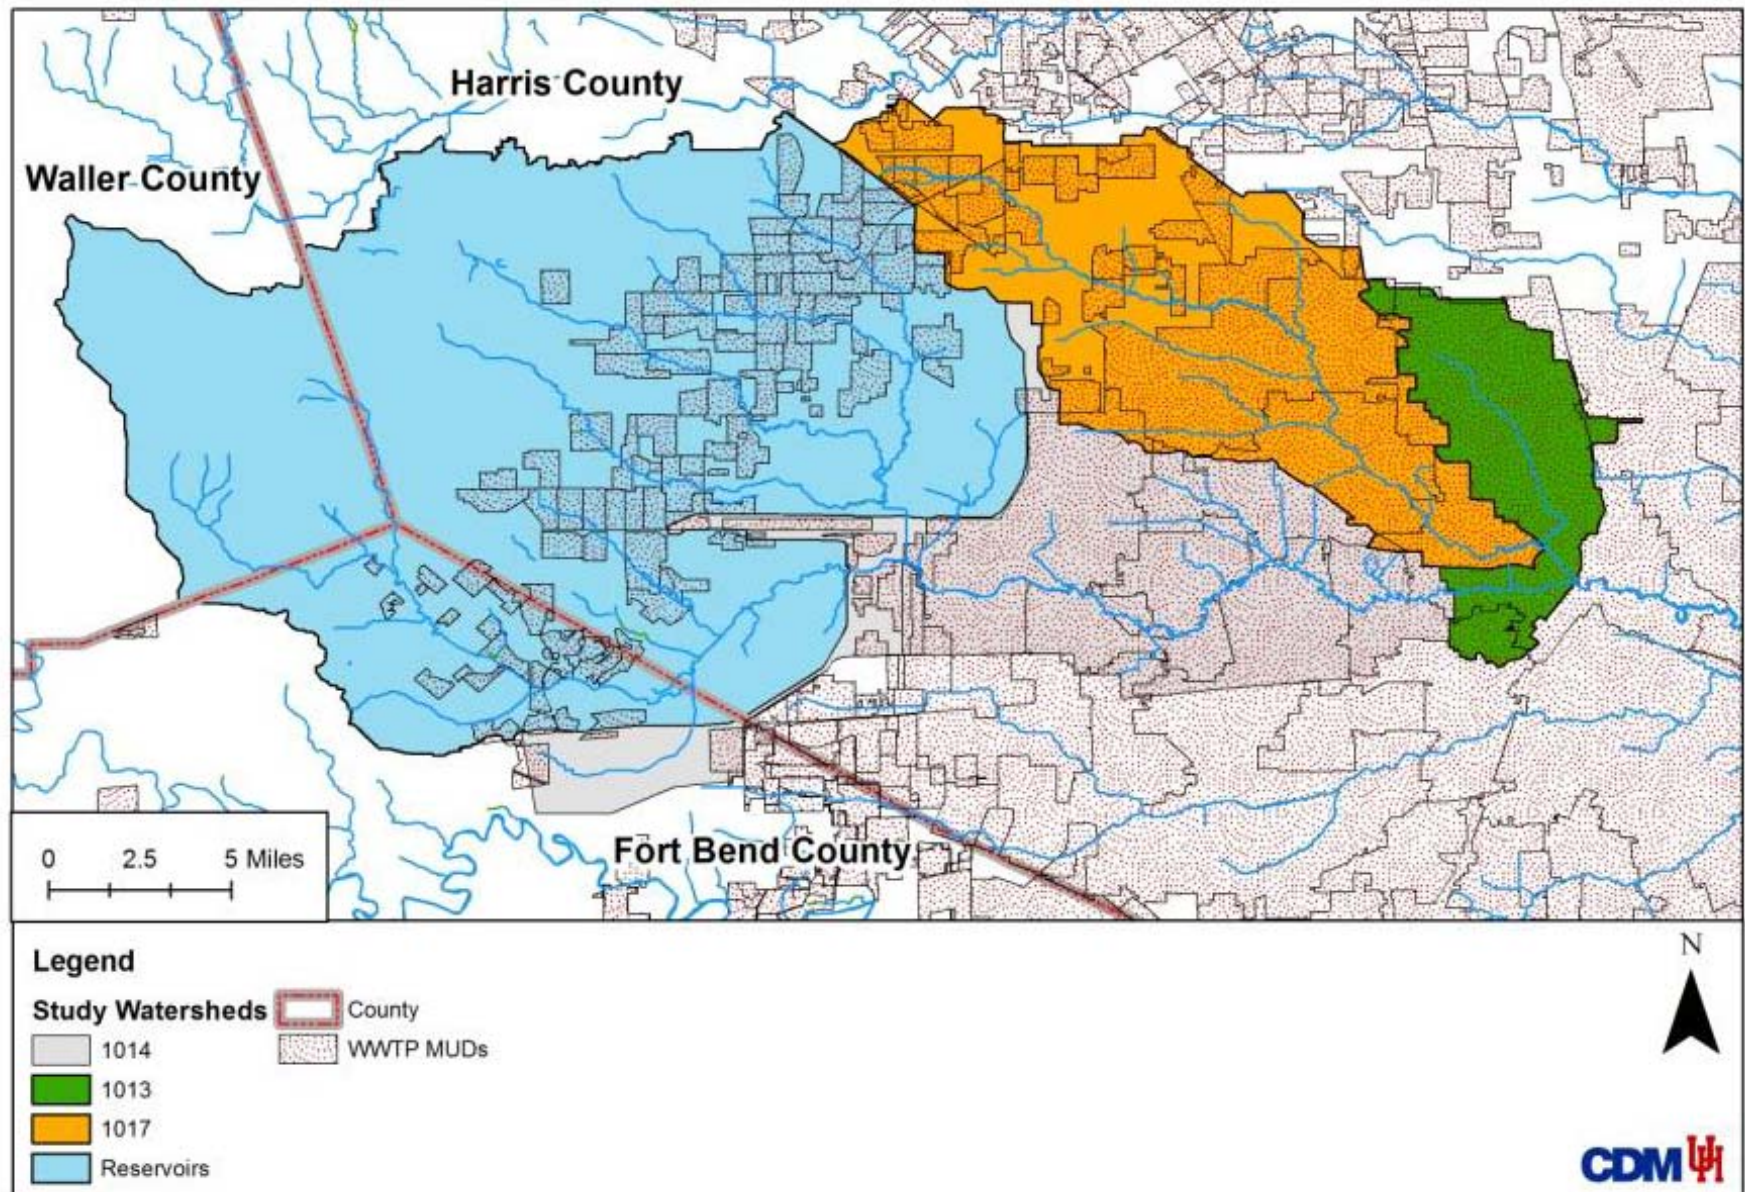 Harris County
Waller County
Fort Bend County
0 2.5 5 Miles
Legend
Study Watersheds
1014
1013
1017
Reservoirs
County
WWTP MUDs
N
CDM UH